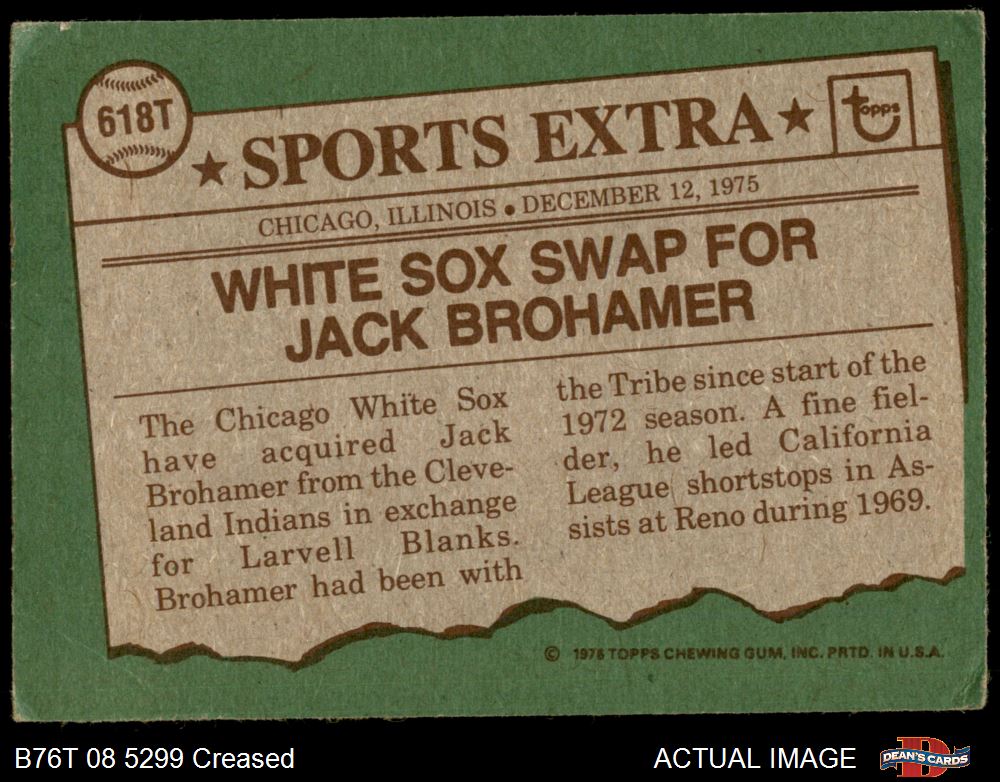 618T
★ SPORTS EXTRA ★
topps
CHICAGO, ILLINOIS • DECEMBER 12, 1975
WHITE SOX SWAP FOR
JACK BROHAMER
The Chicago White Sox
have acquired Jack
Brohamer from the Cleve-
land Indians in exchange
for Larvell Blanks.
Brohamer had been with
the Tribe since start of the
1972 season. A fine fiel-
der, he led California
League shortstops in As-
sists at Reno during 1969.
© 1976 TOPPS CHEWING GUM, INC. PRTD. IN U.S.A.
B76T 08 5299 Creased
ACTUAL IMAGE
DEAN'S CARDS